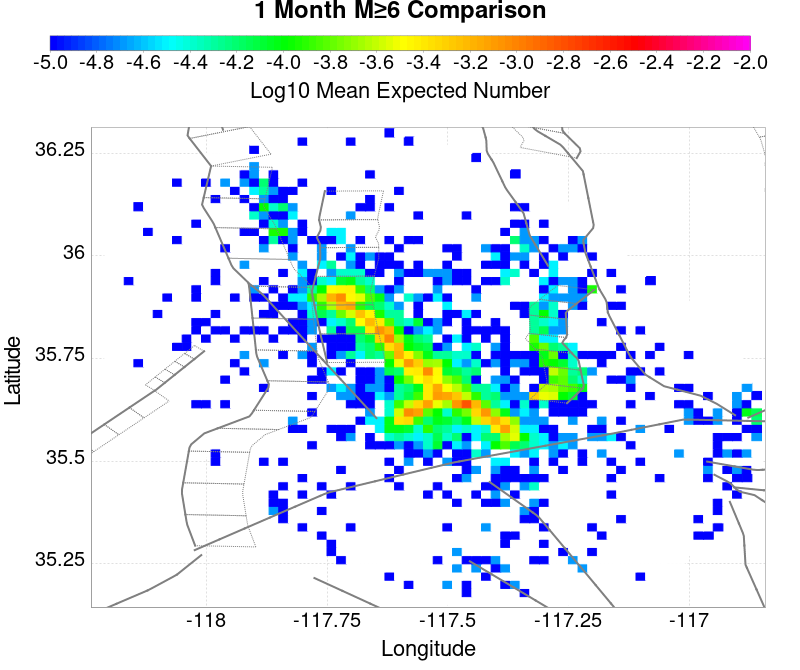 1 Month M≥6 Comparison
-5.0 -4.8 -4.6 -4.4 -4.2 -4.0 -3.8 -3.6 -3.4 -3.2 -3.0 -2.8 -2.6 -2.4 -2.2 -2.0
Log10 Mean Expected Number
36.25
36
35.75
35.5
35.25
Latitude
-118 -117.75 -117.5 -117.25 -117
Longitude